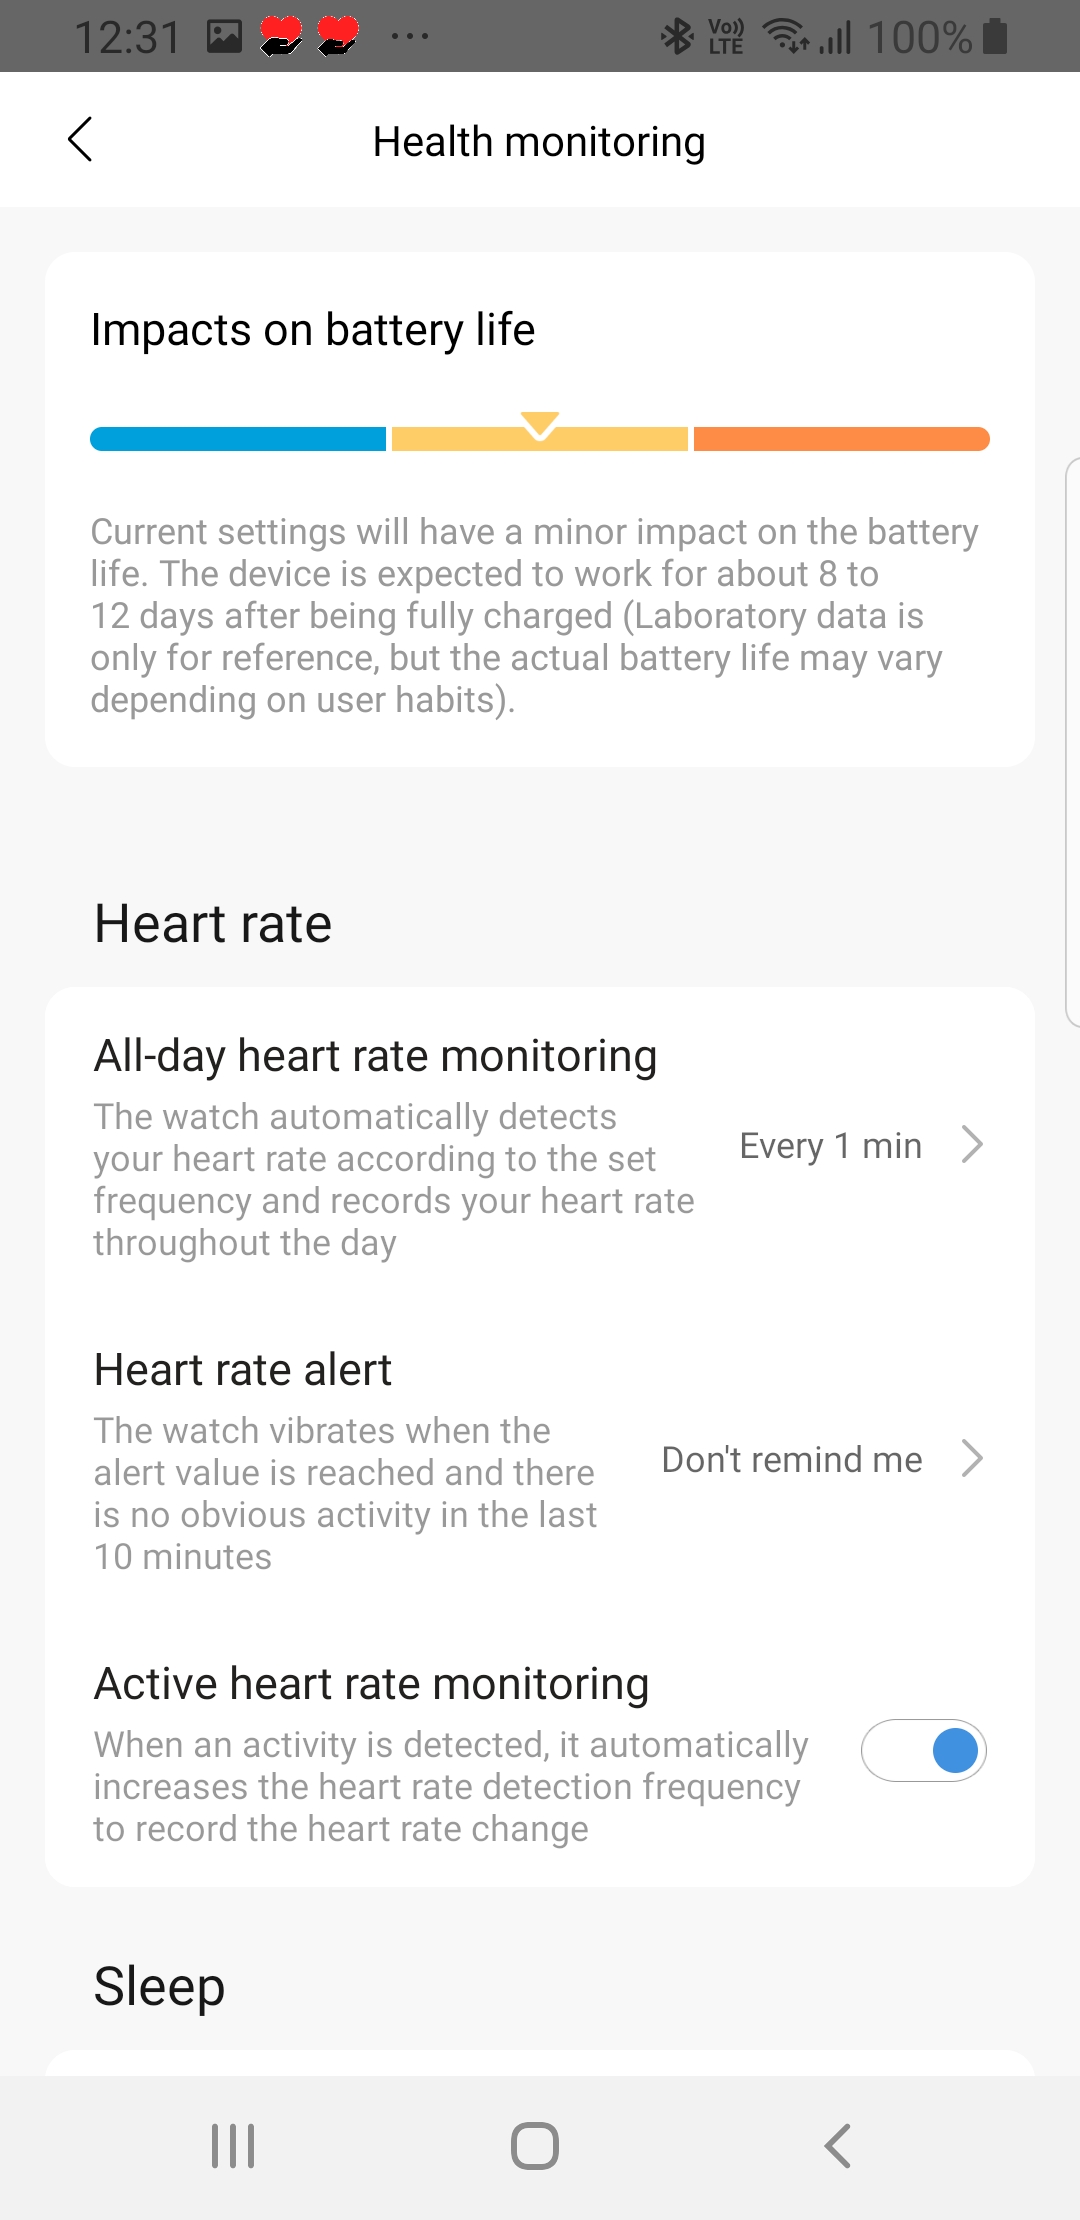 12:31
Vo)) LTE
100%
Health monitoring
Impacts on battery life
Current settings will have a minor impact on the battery
life. The device is expected to work for about 8 to
12 days after being fully charged (Laboratory data is
only for reference, but the actual battery life may vary
depending on user habits).
Heart rate
All-day heart rate monitoring
The watch automatically detects
your heart rate according to the set
frequency and records your heart rate
throughout the day
Every 1 min
Heart rate alert
The watch vibrates when the
alert value is reached and there
is no obvious activity in the last
10 minutes
Don't remind me
Active heart rate monitoring
When an activity is detected, it automatically
increases the heart rate detection frequency
to record the heart rate change
Sleep